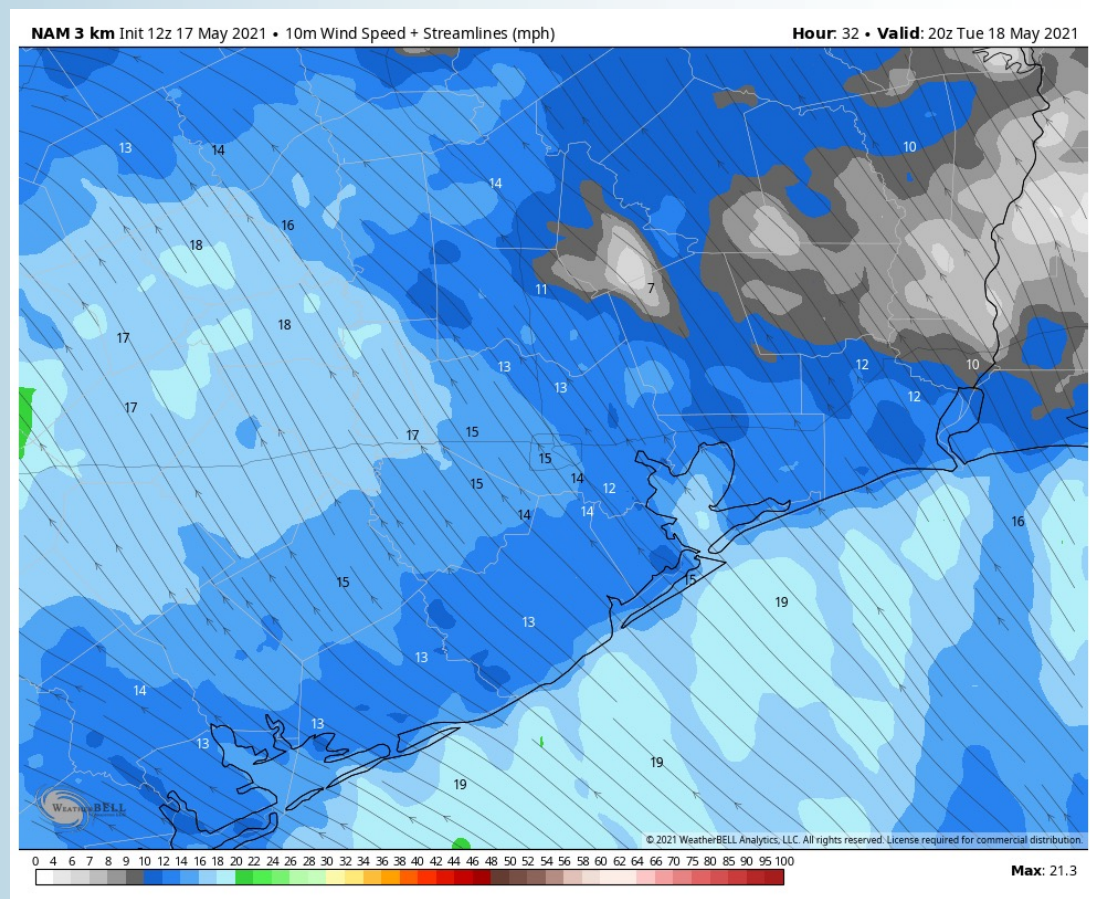 NAM 3 km Init 12z 17 May 2021 • 10m Wind Speed + Streamlines (mph) Hour: 32 • Valid: 20z Tue 18 May 2021
13 14 10
14
16
18
11 7
18
17
13 12 10
13 12
17
17 15
15
15 14 12
14 14 16
15 15
19
13
13
14
13
13
19
19
WEATHERBELL
© 2021 WeatherBELL Analytics, LLC. All rights reserved. License required for commercial distribution.
0 4 6 7 8 9 10 12 14 16 18 20 22 24 26 28 30 32 34 36 38 40 42 44 46 48 50 52 54 56 58 60 62 64 66 70 75 80 85 90 95 100
Max: 21.3